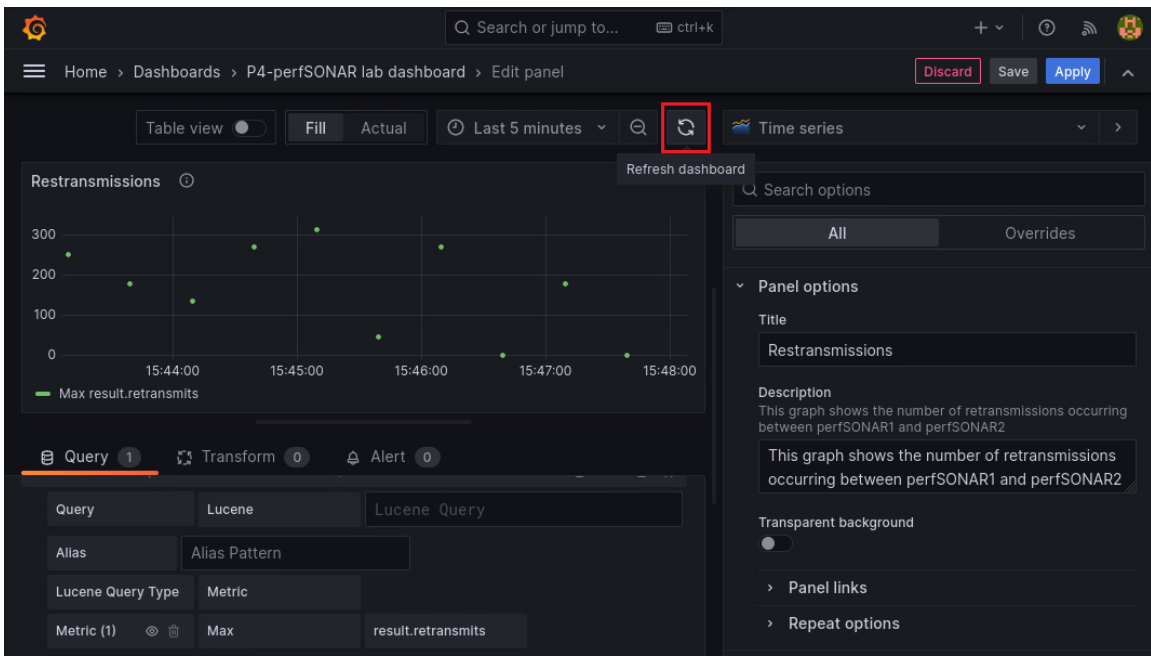 Search or jump to... ctrl+k
Home › Dashboards › P4-perfSONAR lab dashboard › Edit panel
Discard Save Apply
Table view Fill Actual Last 5 minutes
Time series
Refresh dashboard
Restransmissions
300
200
100
0
15:44:00 15:45:00 15:46:00 15:47:00 15:48:00
Max result.retransmits
Query 1 Transform 0 Alert 0
Query Lucene Lucene Query
Alias Alias Pattern
Lucene Query Type Metric
Metric (1) Max result.retransmits
Search options
All Overrides
Panel options
Title
Restransmissions
Description
This graph shows the number of retransmissions occurring
between perfSONAR1 and perfSONAR2
This graph shows the number of retransmissions
occurring between perfSONAR1 and perfSONAR2
Transparent background
Panel links
Repeat options